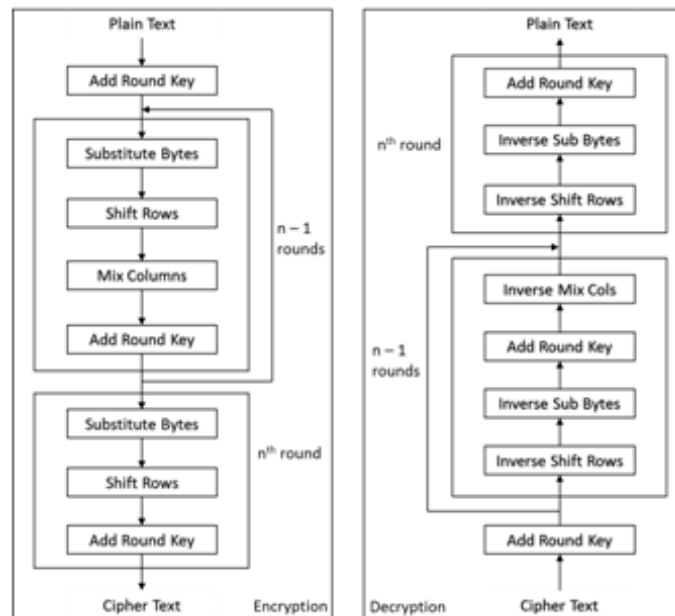 Plain Text
Add Round Key
Substitute Bytes
Shift Rows
n – 1
rounds
Mix Columns
Add Round Key
Substitute Bytes
nth round
Shift Rows
Add Round Key
Cipher Text
Encryption
Plain Text
Add Round Key
nth round
Inverse Sub Bytes
Inverse Shift Rows
Inverse Mix Cols
n – 1
rounds
Add Round Key
Inverse Sub Bytes
Inverse Shift Rows
Add Round Key
Decryption
Cipher Text